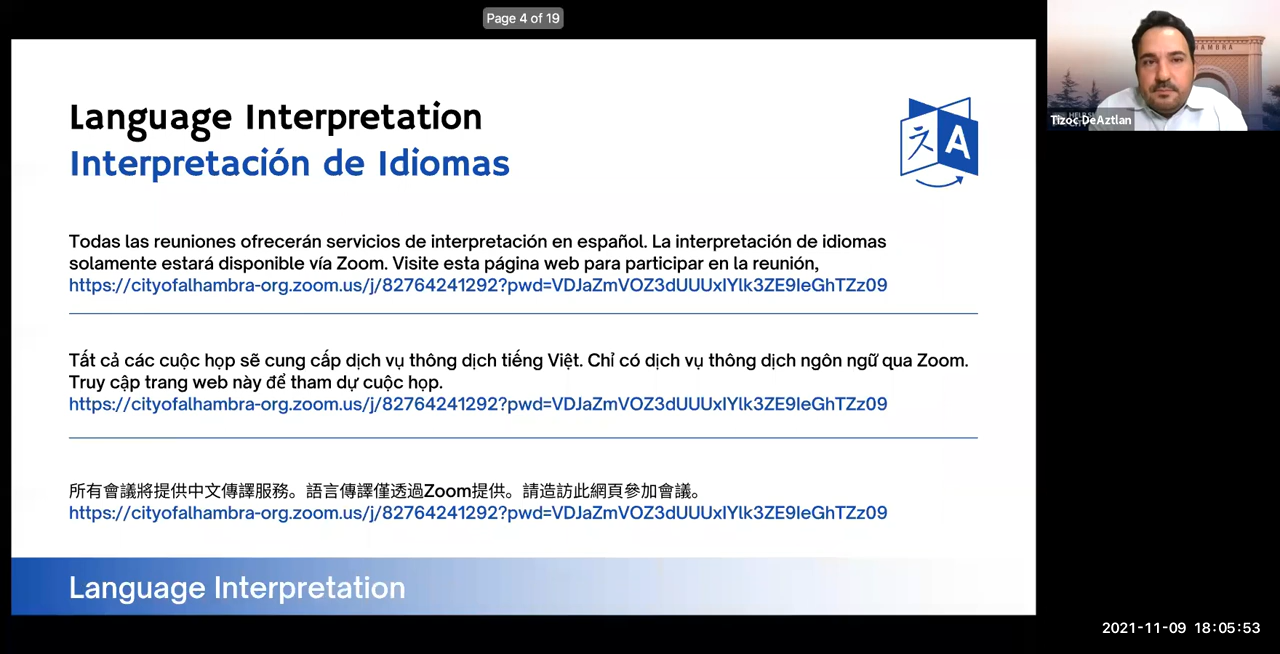 Page 4 of 19
Language Interpretation
Interpretación de Idiomas
文 A
Todas las reuniones ofrecerán servicios de interpretación en español. La interpretación de idiomas
solamente estará disponible vía Zoom. Visite esta página web para participar en la reunión,
https://cityofalhambra-org.zoom.us/j/82764241292?pwd=VDJaZmVOZ3dUUUxIYlk3ZE9IeGhTZz09
Tất cả các cuộc họp sẽ cung cấp dịch vụ thông dịch tiếng Việt. Chỉ có dịch vụ thông dịch ngôn ngữ qua Zoom.
Truy cập trang web này để tham dự cuộc họp.
https://cityofalhambra-org.zoom.us/j/82764241292?pwd=VDJaZmVOZ3dUUUxIYlk3ZE9IeGhTZz09
所有會議將提供中文傳譯服務。語言傳譯僅透過Zoom提供。請造訪此網頁參加會議。
https://cityofalhambra-org.zoom.us/j/82764241292?pwd=VDJaZmVOZ3dUUUxIYlk3ZE9IeGhTZz09
Language Interpretation
Tizoc DeAztlan
2021-11-09 18:05:53